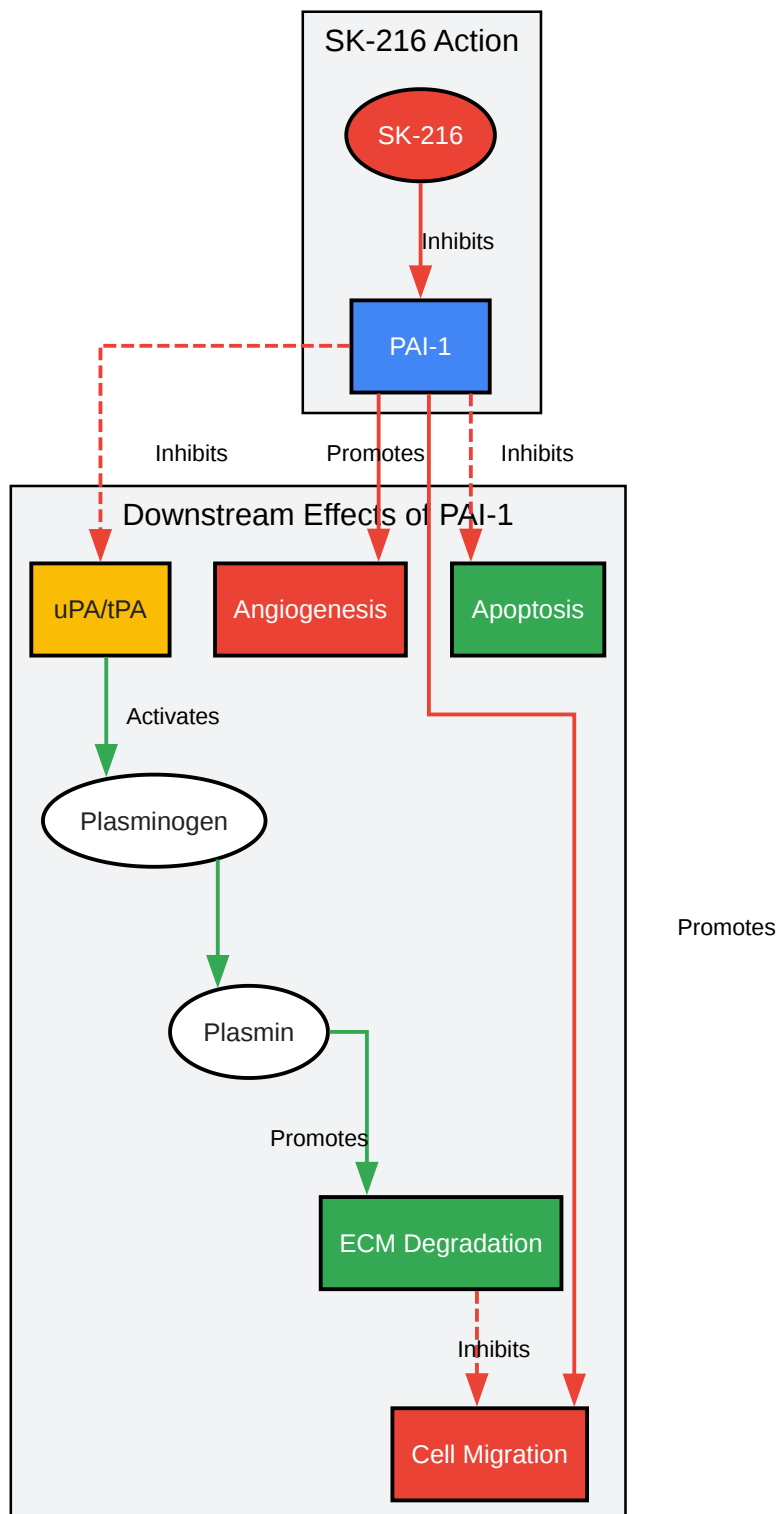 SK-216 Action
SK-216
Inhibits
PAI-1
Inhibits
Promotes
Inhibits
Downstream Effects of PAI-1
uPA/tPA
Angiogenesis
Apoptosis
Activates
Plasminogen
Promotes
Plasmin
Promotes
ECM Degradation
Inhibits
Cell Migration